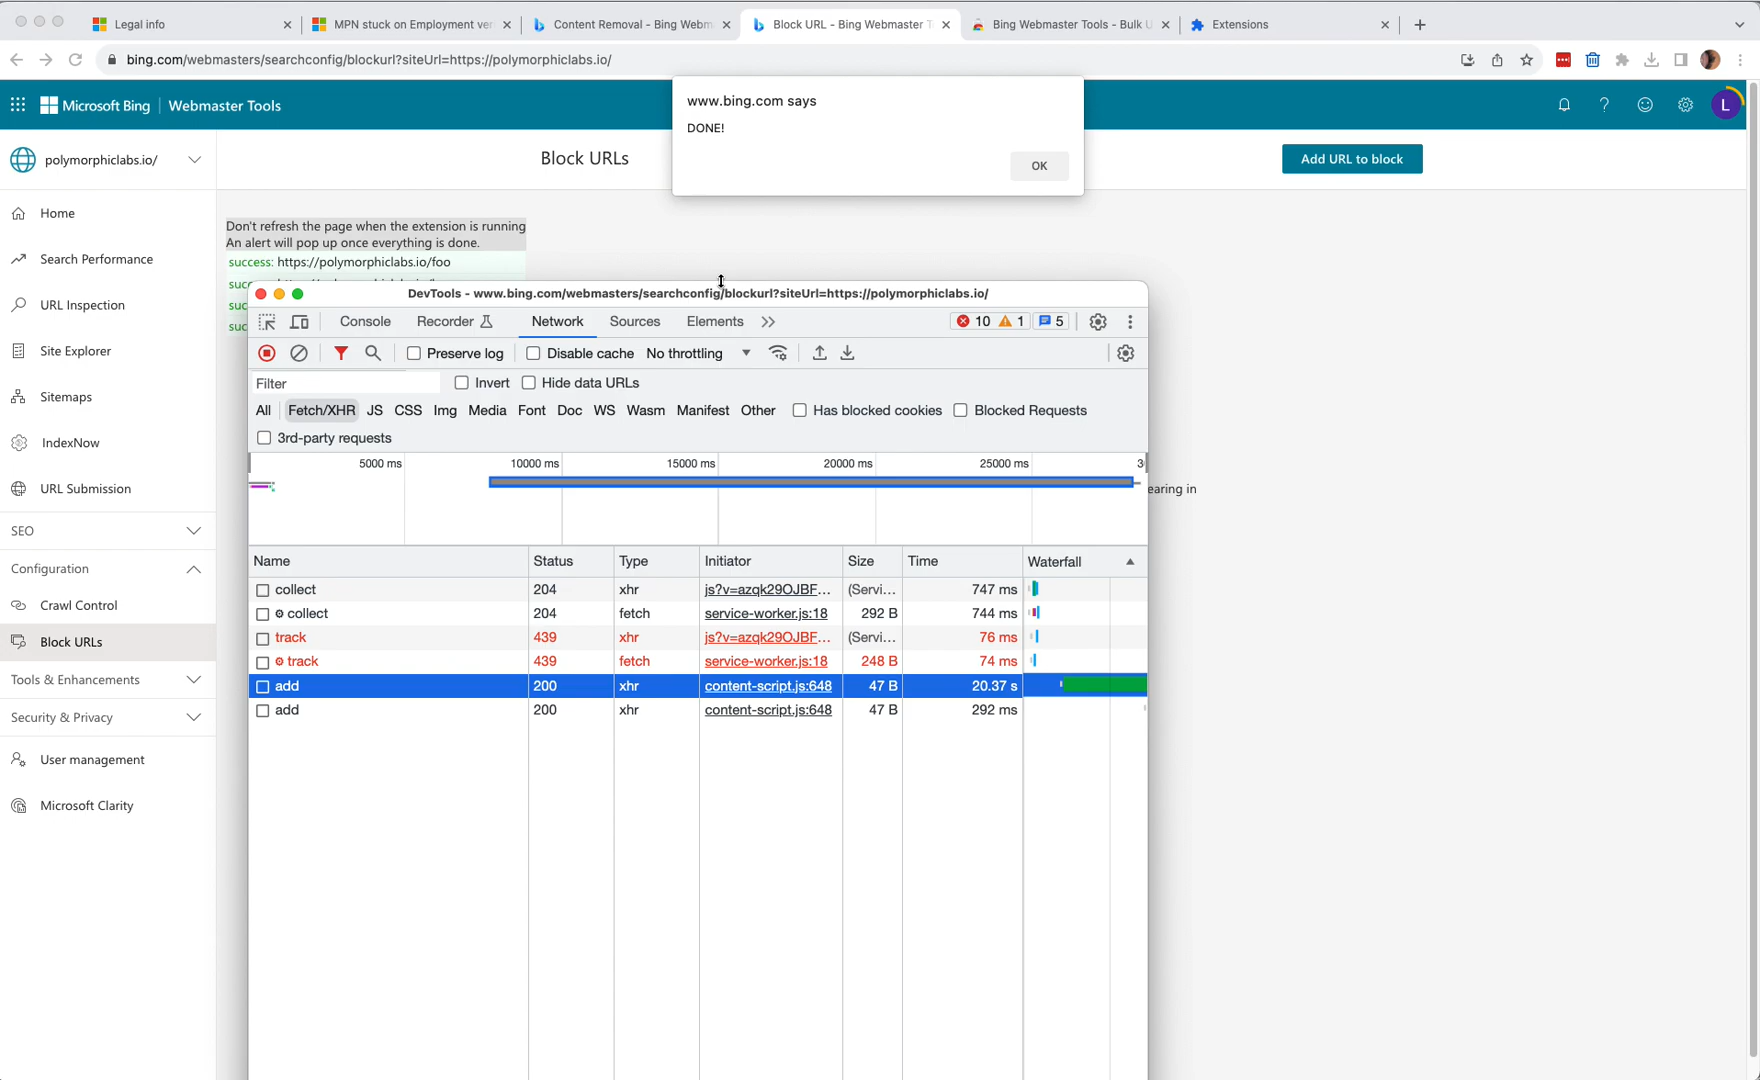 Legal info
MPN stuck on Employment ver
Content Removal - Bing Webm
Block URL - Bing Webmaster T
Bing Webmaster Tools - Bulk U
Extensions
bing.com/webmasters/searchconfig/blockurl?siteUrl=https://polymorphiclabs.io/
Microsoft Bing | Webmaster Tools
L
www.bing.com says
DONE!
OK
polymorphiclabs.io/
Block URLs
Add URL to block
Home
Search Performance
URL Inspection
Site Explorer
Sitemaps
IndexNow
URL Submission
SEO
Configuration
Crawl Control
Block URLs
Tools & Enhancements
Security & Privacy
User management
Microsoft Clarity
Don't refresh the page when the extension is running
An alert will pop up once everything is done.
success: https://polymorphiclabs.io/foo
suc
suc
suc
earing in
DevTools - www.bing.com/webmasters/searchconfig/blockurl?siteUrl=https://polymorphiclabs.io/
Console Recorder Network Sources Elements 10 1 5
Preserve log Disable cache No throttling
Filter Invert Hide data URLs
All Fetch/XHR JS CSS Img Media Font Doc WS Wasm Manifest Other Has blocked cookies Blocked Requests
3rd-party requests
5000 ms 10000 ms 15000 ms 20000 ms 25000 ms 3
Name Status Type Initiator Size Time Waterfall
collect 204 xhr js?v=azqk29OJBF... (Servi... 747 ms
collect 204 fetch service-worker.js:18 292 B 744 ms
track 439 xhr js?v=azqk29OJBF... (Servi... 76 ms
track 439 fetch service-worker.js:18 248 B 74 ms
add 200 xhr content-script.js:648 47 B 20.37 s
add 200 xhr content-script.js:648 47 B 292 ms